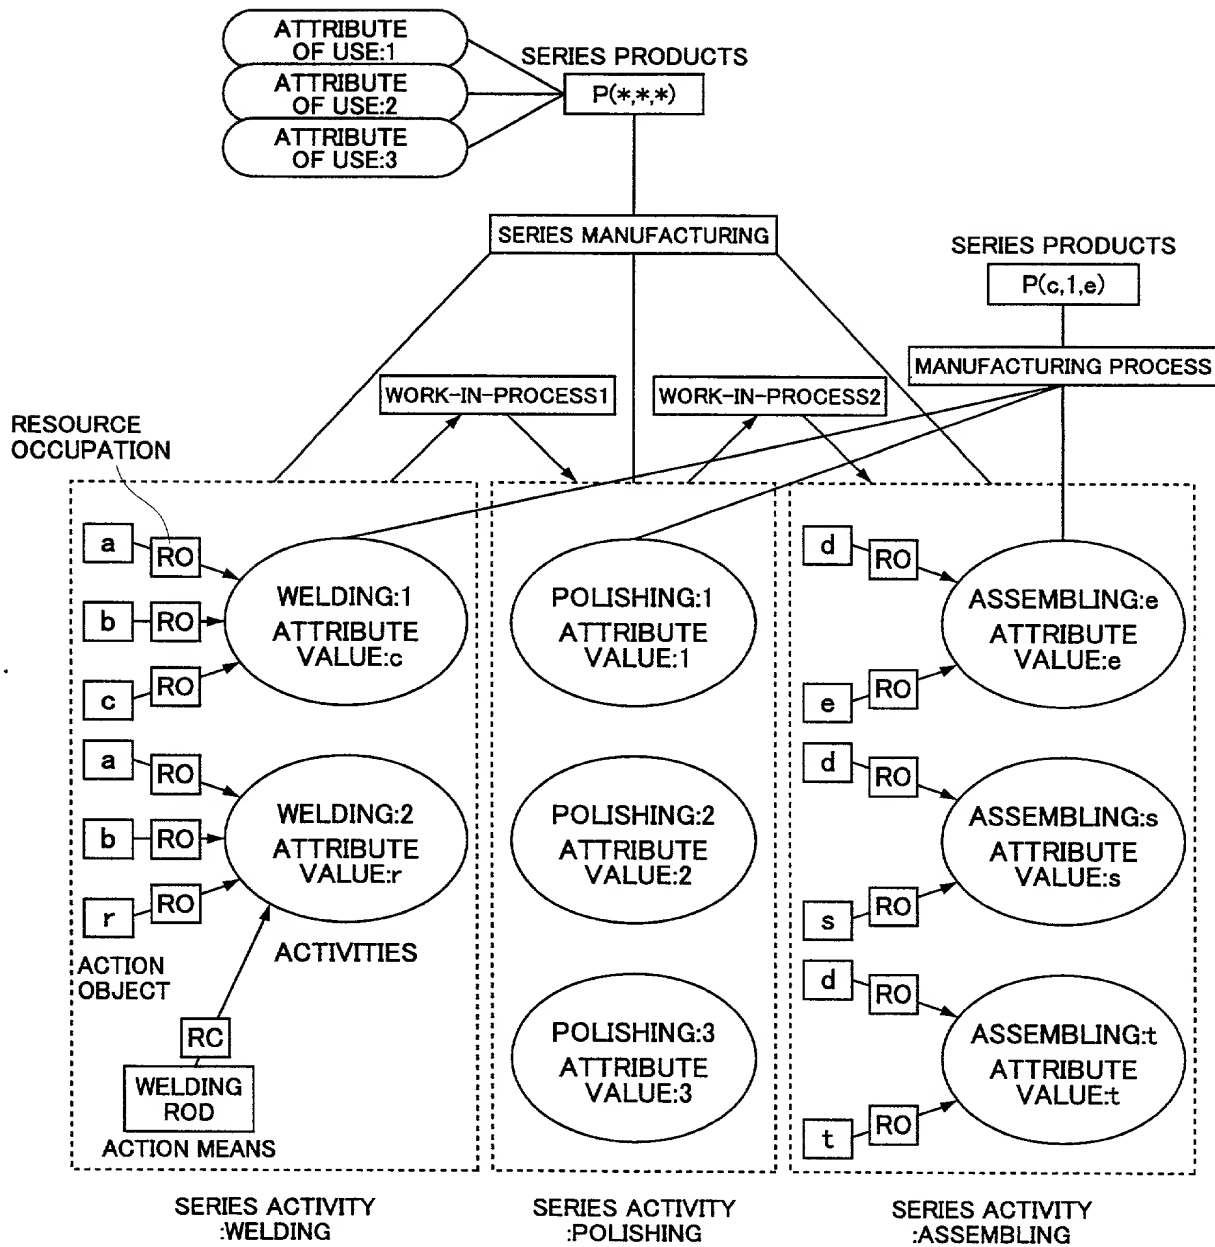 ATTRIBUTE
OF USE:1
ATTRIBUTE
OF USE:2
ATTRIBUTE
OF USE:3
SERIES PRODUCTS
P(*,*,*)
SERIES MANUFACTURING
SERIES PRODUCTS
P(c,1,e)
MANUFACTURING PROCESS
WORK-IN-PROCESS1
WORK-IN-PROCESS2
RESOURCE
OCCUPATION
a
RO
b
RO
c
RO
WELDING:1
ATTRIBUTE
VALUE:c
a
RO
b
RO
r
RO
WELDING:2
ATTRIBUTE
VALUE:r
ACTIVITIES
ACTION
OBJECT
RC
WELDING
ROD
ACTION MEANS
POLISHING:1
ATTRIBUTE
VALUE:1
POLISHING:2
ATTRIBUTE
VALUE:2
POLISHING:3
ATTRIBUTE
VALUE:3
d
RO
e
RO
ASSEMBLING:e
ATTRIBUTE
VALUE:e
d
RO
s
RO
ASSEMBLING:s
ATTRIBUTE
VALUE:s
d
RO
t
RO
ASSEMBLING:t
ATTRIBUTE
VALUE:t
SERIES ACTIVITY
:WELDING
SERIES ACTIVITY
:POLISHING
SERIES ACTIVITY
:ASSEMBLING